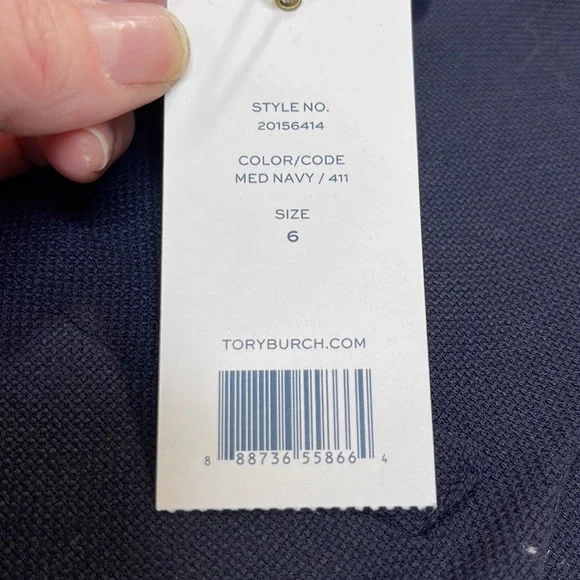 STYLE NO.
20156414
COLOR/CODE
MED NAVY / 411
SIZE
6
TORYBURCH.COM
8 88736 55866 4